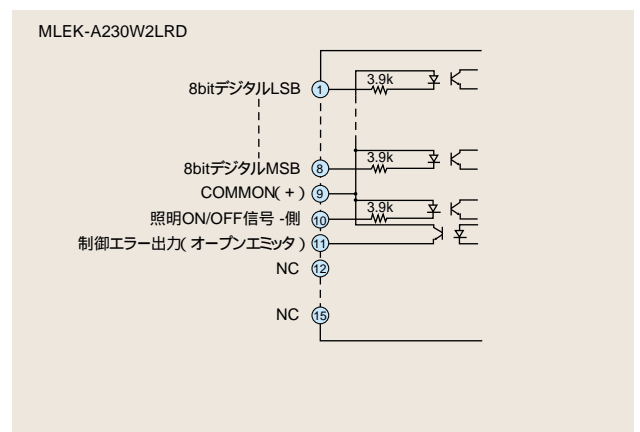 MLEK-A230W2LRD
8bitデジタルLSB 1 3.9k
8bitデジタルMSB 8 3.9k
COMMON(+) 9
照明ON/OFF信号 -側 10 3.9k
制御エラー出力(オープンエミッタ) 11
NC 12
NC 15